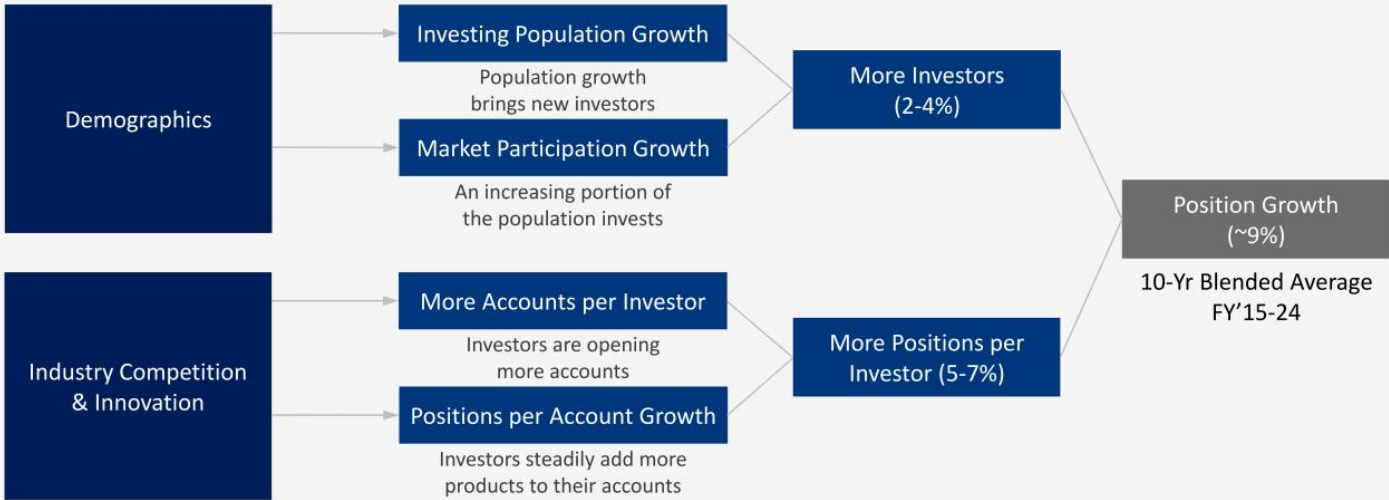 Demographics
Investing Population Growth
Population growth
brings new investors
Market Participation Growth
An increasing portion of
the population invests
More Investors
(2-4%)
Industry Competition
& Innovation
More Accounts per Investor
Investors are opening
more accounts
Positions per Account Growth
Investors steadily add more
products to their accounts
More Positions per
Investor (5-7%)
Position Growth
(~9%)
10-Yr Blended Average
FY’15-24